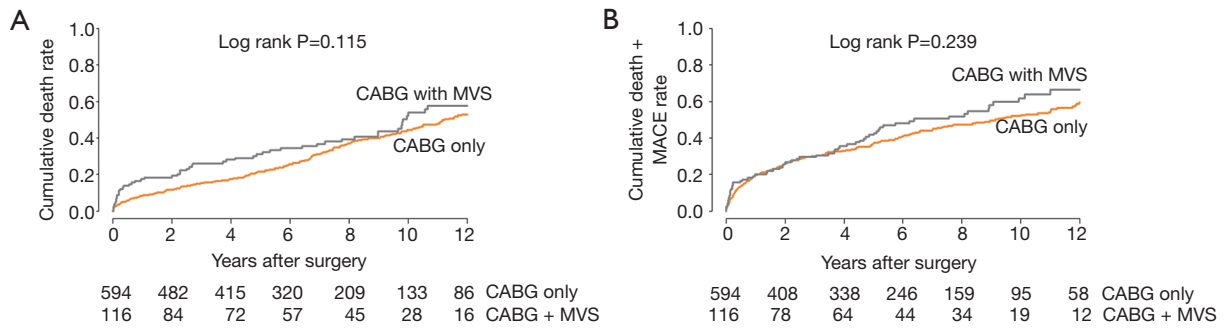 A
Cumulative death rate
1.0
0.8
0.6
0.4
0.2
0.0
Log rank P=0.115
CABG with MVS
CABG only
0 2 4 6 8 10 12
Years after surgery
594 482 415 320 209 133 86 CABG only
116 84 72 57 45 28 16 CABG + MVS
B
Cumulative death +
MACE rate
1.0
0.8
0.6
0.4
0.2
0.0
Log rank P=0.239
CABG with MVS
CABG only
0 2 4 6 8 10 12
Years after surgery
594 408 338 246 159 95 58 CABG only
116 78 64 44 34 19 12 CABG + MVS